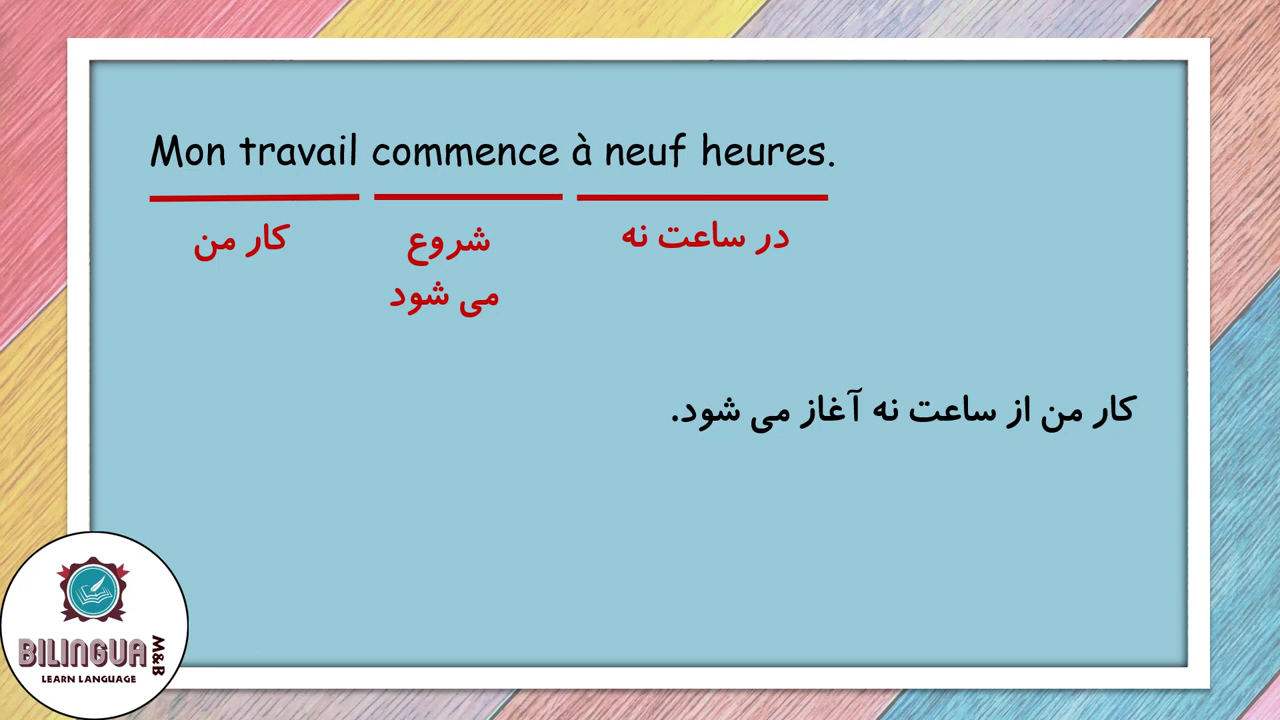 Mon travail commence à neuf heures.
کار من
شروع
می شود
در ساعت نه
کار من از ساعت نه آغاز می شود.
BILINGUA
M&B
LEARN LANGUAGE